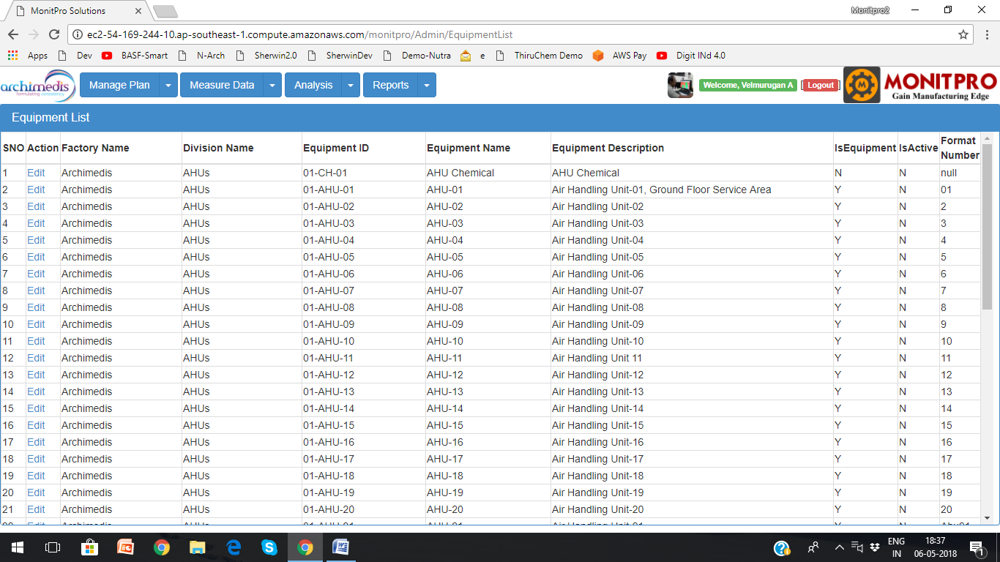 MonitPro Solutions
Monitpro2
ec2-54-169-244-10.ap-southeast-1.compute.amazonaws.com/monitpro/Admin/EquipmentList
Apps Dev BASF-Smart N-Arch Sherwin2.0 SherwinDev Demo-Nutra e ThiruChem Demo AWS Pay Digit INd 4.0
archimedis
formulating consistency
Manage Plan Measure Data Analysis Reports
Welcome, Velmurugan A [Logout]
MONITPRO
Gain Manufacturing Edge
Equipment List
SNO Action Factory Name Division Name Equipment ID Equipment Name Equipment Description IsEquipment IsActive Format Number
1 Edit Archimedis AHUs 01-CH-01 AHU Chemical AHU Chemical N N null
2 Edit Archimedis AHUs 01-AHU-01 AHU-01 Air Handling Unit-01, Ground Floor Service Area Y N 01
3 Edit Archimedis AHUs 01-AHU-02 AHU-02 Air Handling Unit-02 Y N 2
4 Edit Archimedis AHUs 01-AHU-03 AHU-03 Air Handling Unit-03 Y N 3
5 Edit Archimedis AHUs 01-AHU-04 AHU-04 Air Handling Unit-04 Y N 4
6 Edit Archimedis AHUs 01-AHU-05 AHU-05 Air Handling Unit-05 Y N 5
7 Edit Archimedis AHUs 01-AHU-06 AHU-06 Air Handling Unit-06 Y N 6
8 Edit Archimedis AHUs 01-AHU-07 AHU-07 Air Handling Unit-07 Y N 7
9 Edit Archimedis AHUs 01-AHU-08 AHU-08 Air Handling Unit-08 Y N 8
10 Edit Archimedis AHUs 01-AHU-09 AHU-09 Air Handling Unit-09 Y N 9
11 Edit Archimedis AHUs 01-AHU-10 AHU-10 Air Handling Unit-10 Y N 10
12 Edit Archimedis AHUs 01-AHU-11 AHU-11 Air Handling Unit 11 Y N 11
13 Edit Archimedis AHUs 01-AHU-12 AHU-12 Air Handling Unit-12 Y N 12
14 Edit Archimedis AHUs 01-AHU-13 AHU-13 Air Handling Unit-13 Y N 13
15 Edit Archimedis AHUs 01-AHU-14 AHU-14 Air Handling Unit-14 Y N 14
16 Edit Archimedis AHUs 01-AHU-15 AHU-15 Air Handling Unit-15 Y N 15
17 Edit Archimedis AHUs 01-AHU-16 AHU-16 Air Handling Unit-16 Y N 16
18 Edit Archimedis AHUs 01-AHU-17 AHU-17 Air Handling Unit-17 Y N 17
19 Edit Archimedis AHUs 01-AHU-18 AHU-18 Air Handling Unit-18 Y N 18
20 Edit Archimedis AHUs 01-AHU-19 AHU-19 Air Handling Unit-19 Y N 19
21 Edit Archimedis AHUs 01-AHU-20 AHU-20 Air Handling Unit-20 Y N 20
ENG 18:37
IN 06-05-2018 1